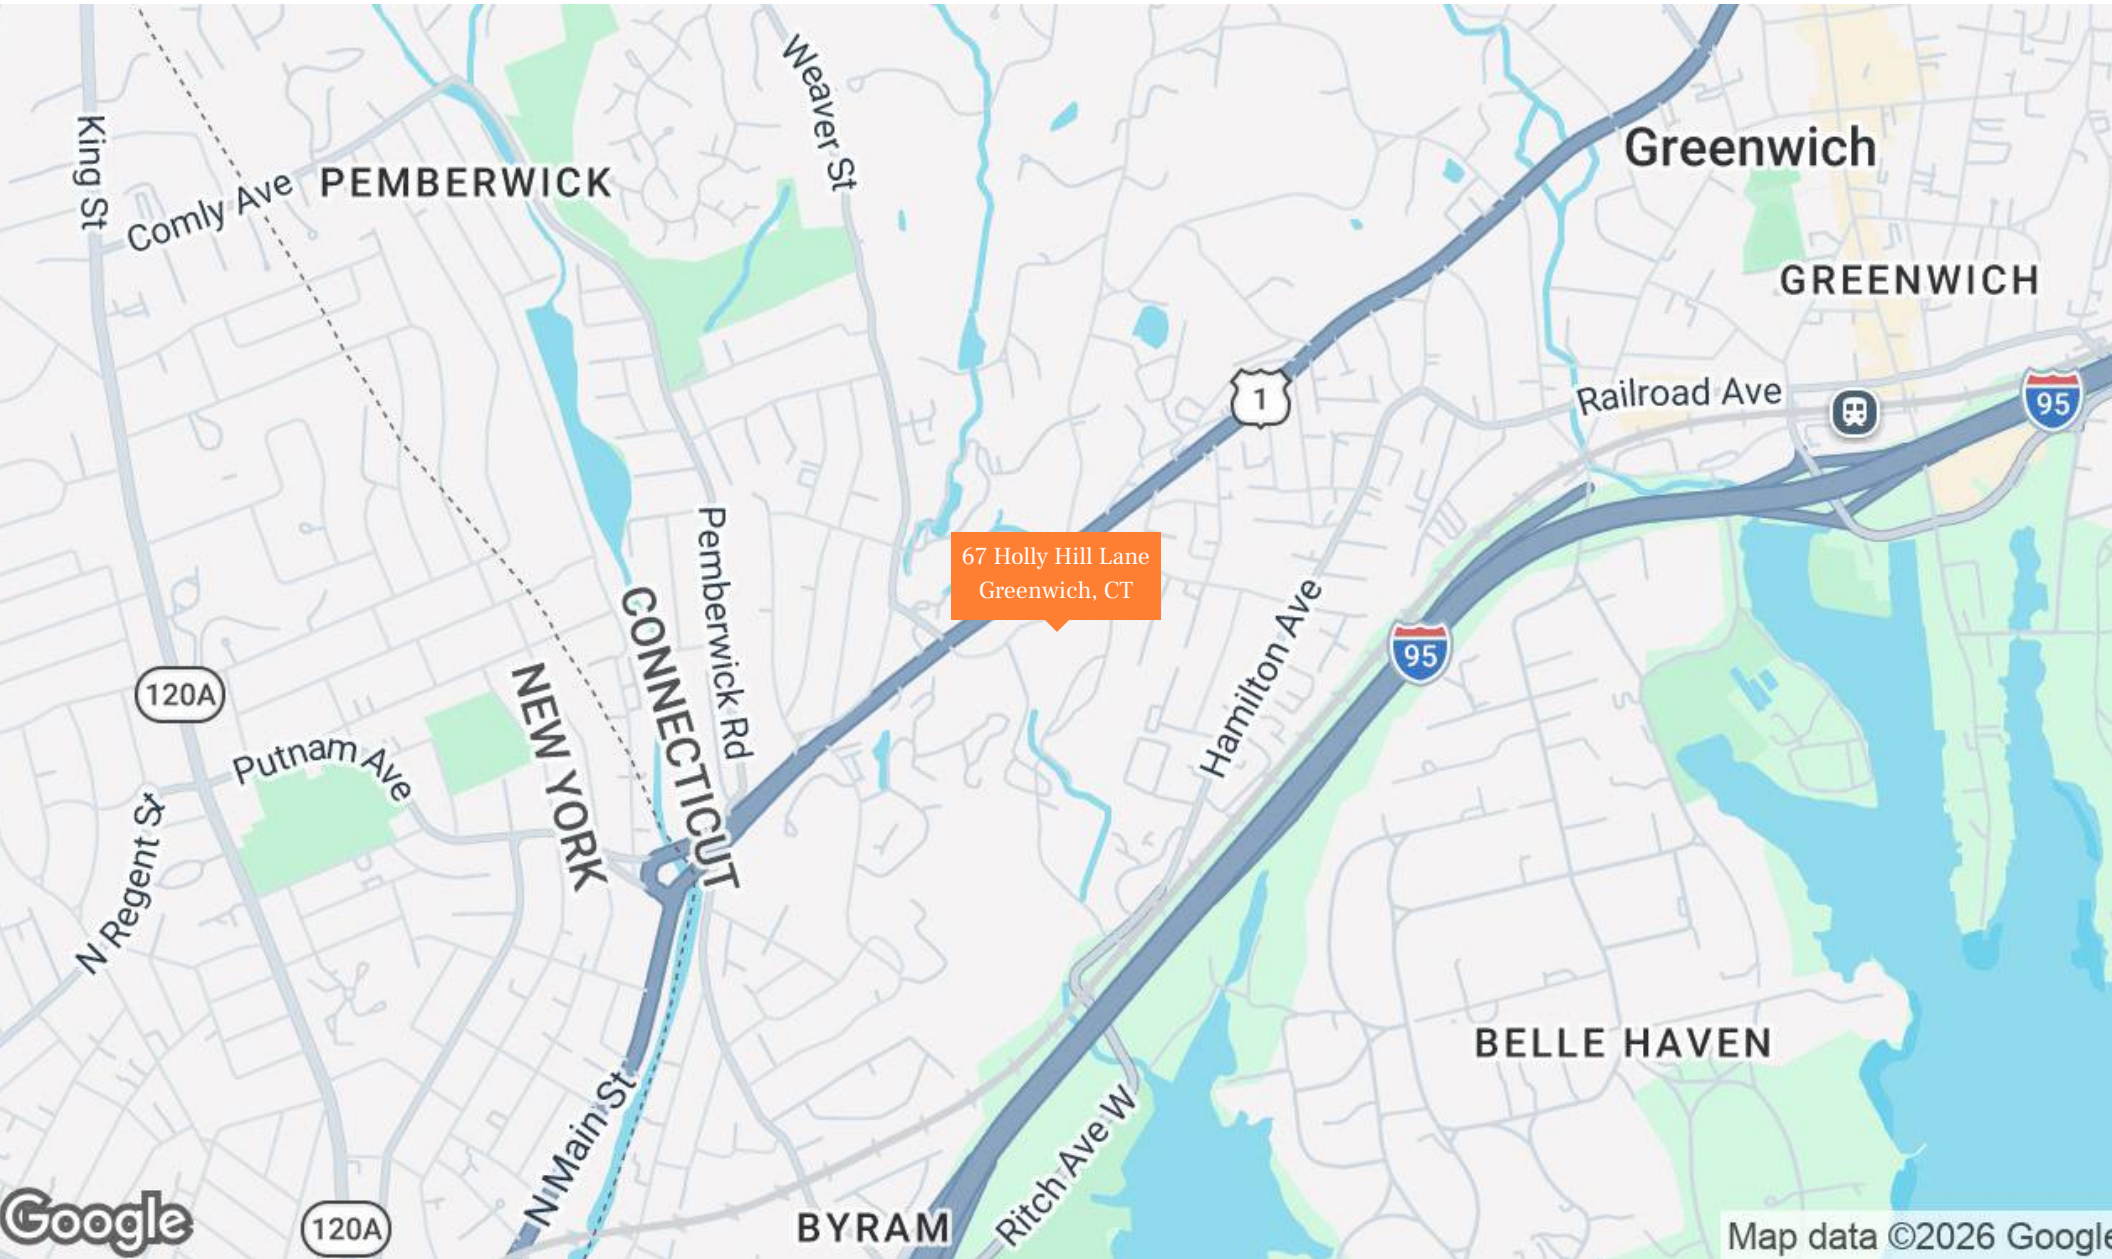 Weaver St
King St
Comly Ave
PEMBERWICK
Greenwich
GREENWICH
1
Railroad Ave
95
Pemberwick Rd
67 Holly Hill Lane
Greenwich, CT
CONNECTICUT
NEW YORK
Hamilton Ave
95
120A
Putnam Ave
N Regent St
BELLE HAVEN
N Main St
Ritch Ave W
Google
120A
BYRAM
Map data ©2026 Google